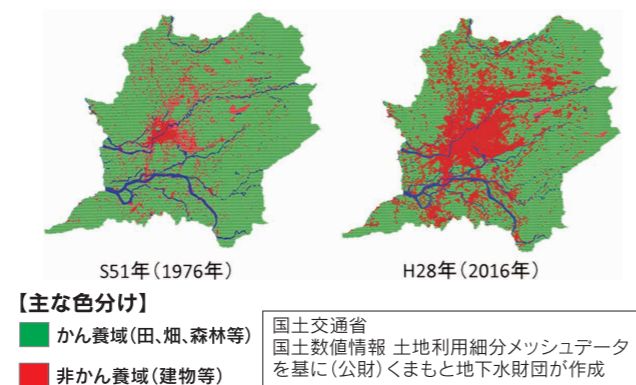 S51年(1976年)
H28年(2016年)
【主な色分け】
かん養域(田、畑、森林等)
非かん養域(建物等)
国土交通省
国土数値情報 土地利用細分メッシュデータ
を基に(公財)くまもと地下水財団が作成